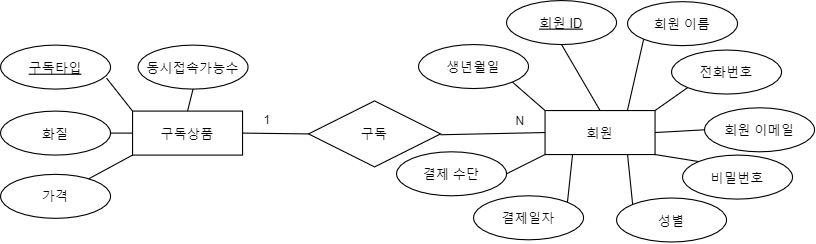 회원 ID
회원 이름
구독타입
동시접속가능수
생년월일
전화번호
화질
구독상품
1
구독
N
회원
회원 이메일
결제 수단
비밀번호
가격
결제일자
성별